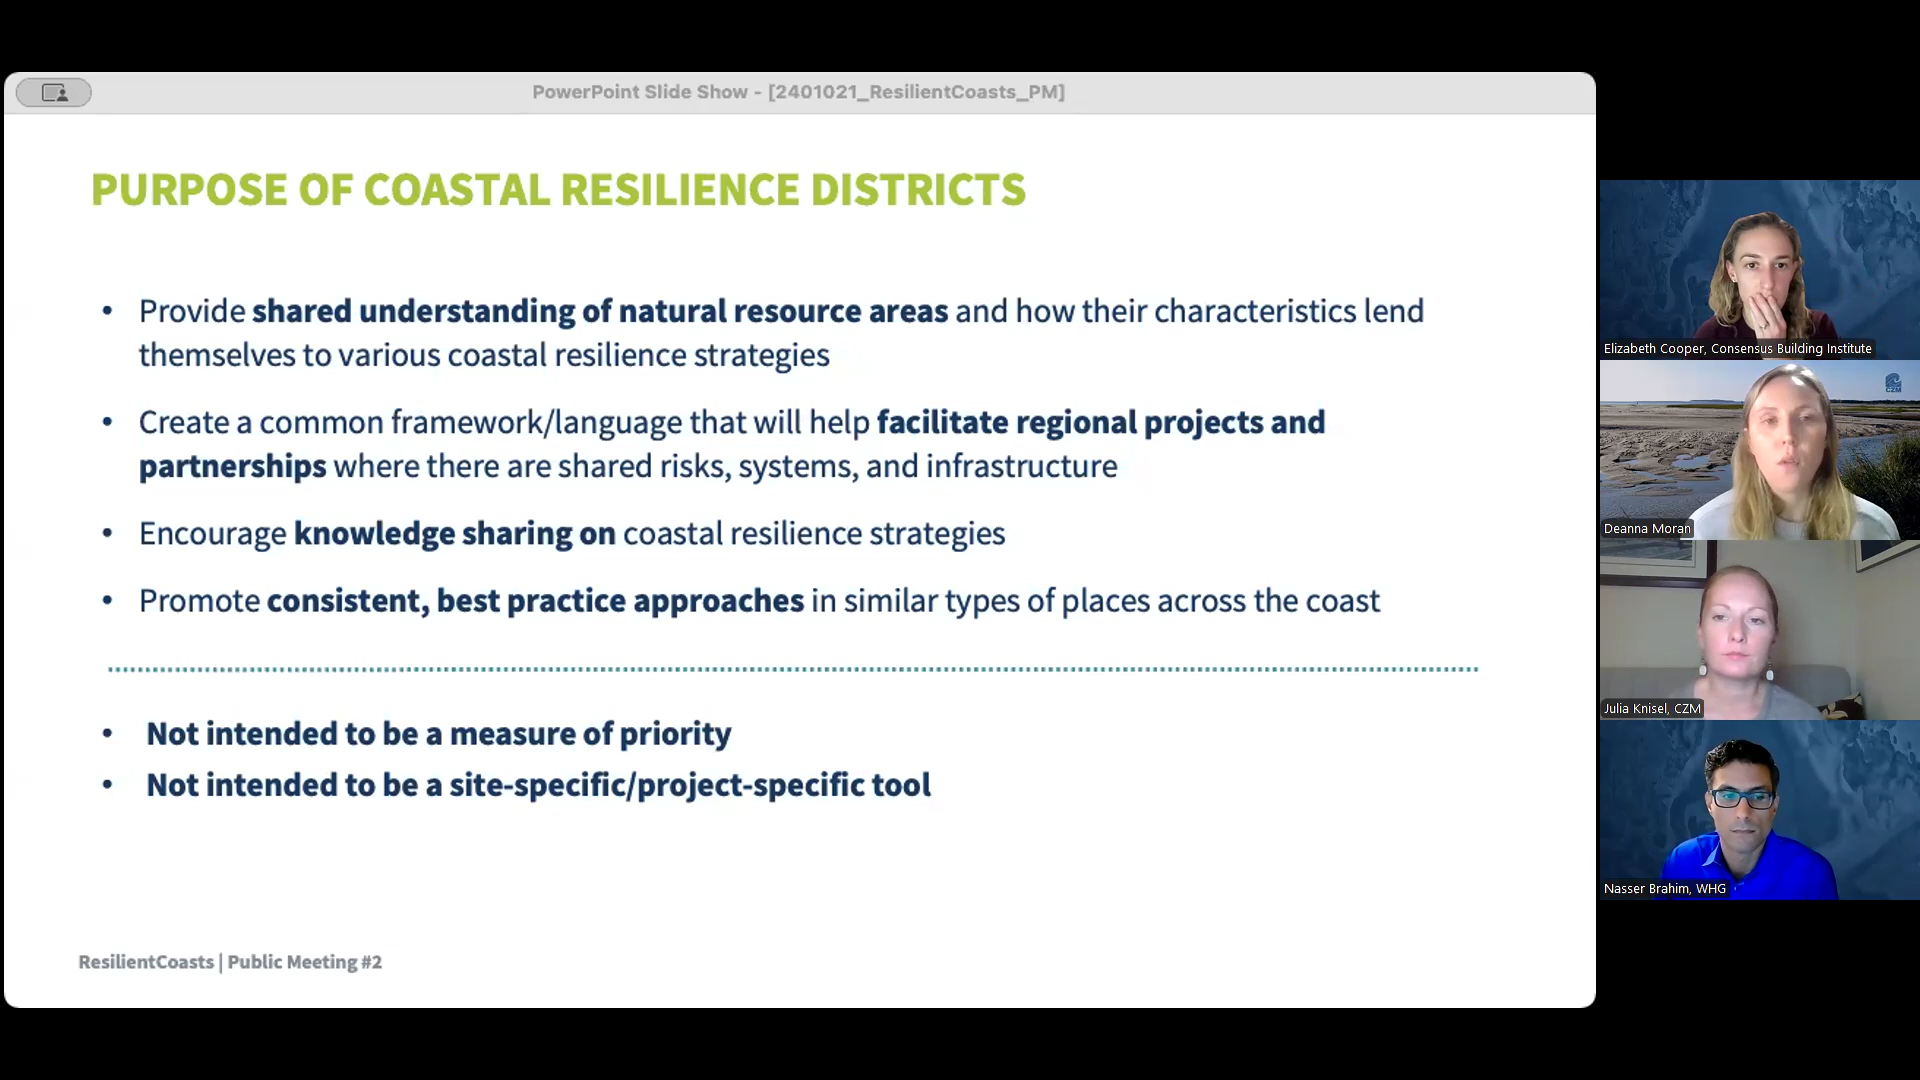 PowerPoint Slide Show - [2401021_ResilientCoasts_PM]
PURPOSE OF COASTAL RESILIENCE DISTRICTS
• Provide shared understanding of natural resource areas and how their characteristics lend
themselves to various coastal resilience strategies
• Create a common framework/language that will help facilitate regional projects and
partnerships where there are shared risks, systems, and infrastructure
• Encourage knowledge sharing on coastal resilience strategies
• Promote consistent, best practice approaches in similar types of places across the coast
• Not intended to be a measure of priority
• Not intended to be a site-specific/project-specific tool
ResilientCoasts | Public Meeting #2
Elizabeth Cooper, Consensus Building Institute
CZM
Deanna Moran
Julia Knisel, CZM
Nasser Brahim, WHG